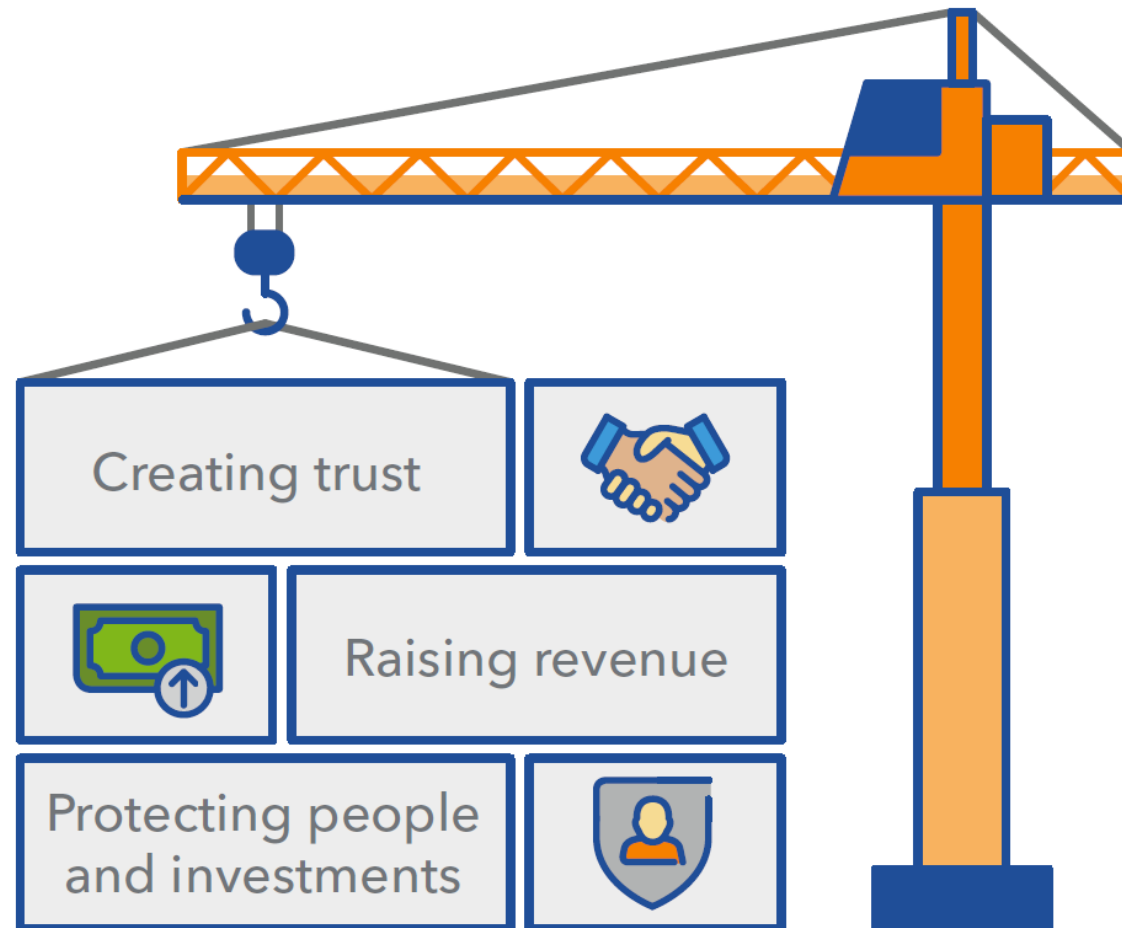 Creating trust
Raising revenue
Protecting people
and investments